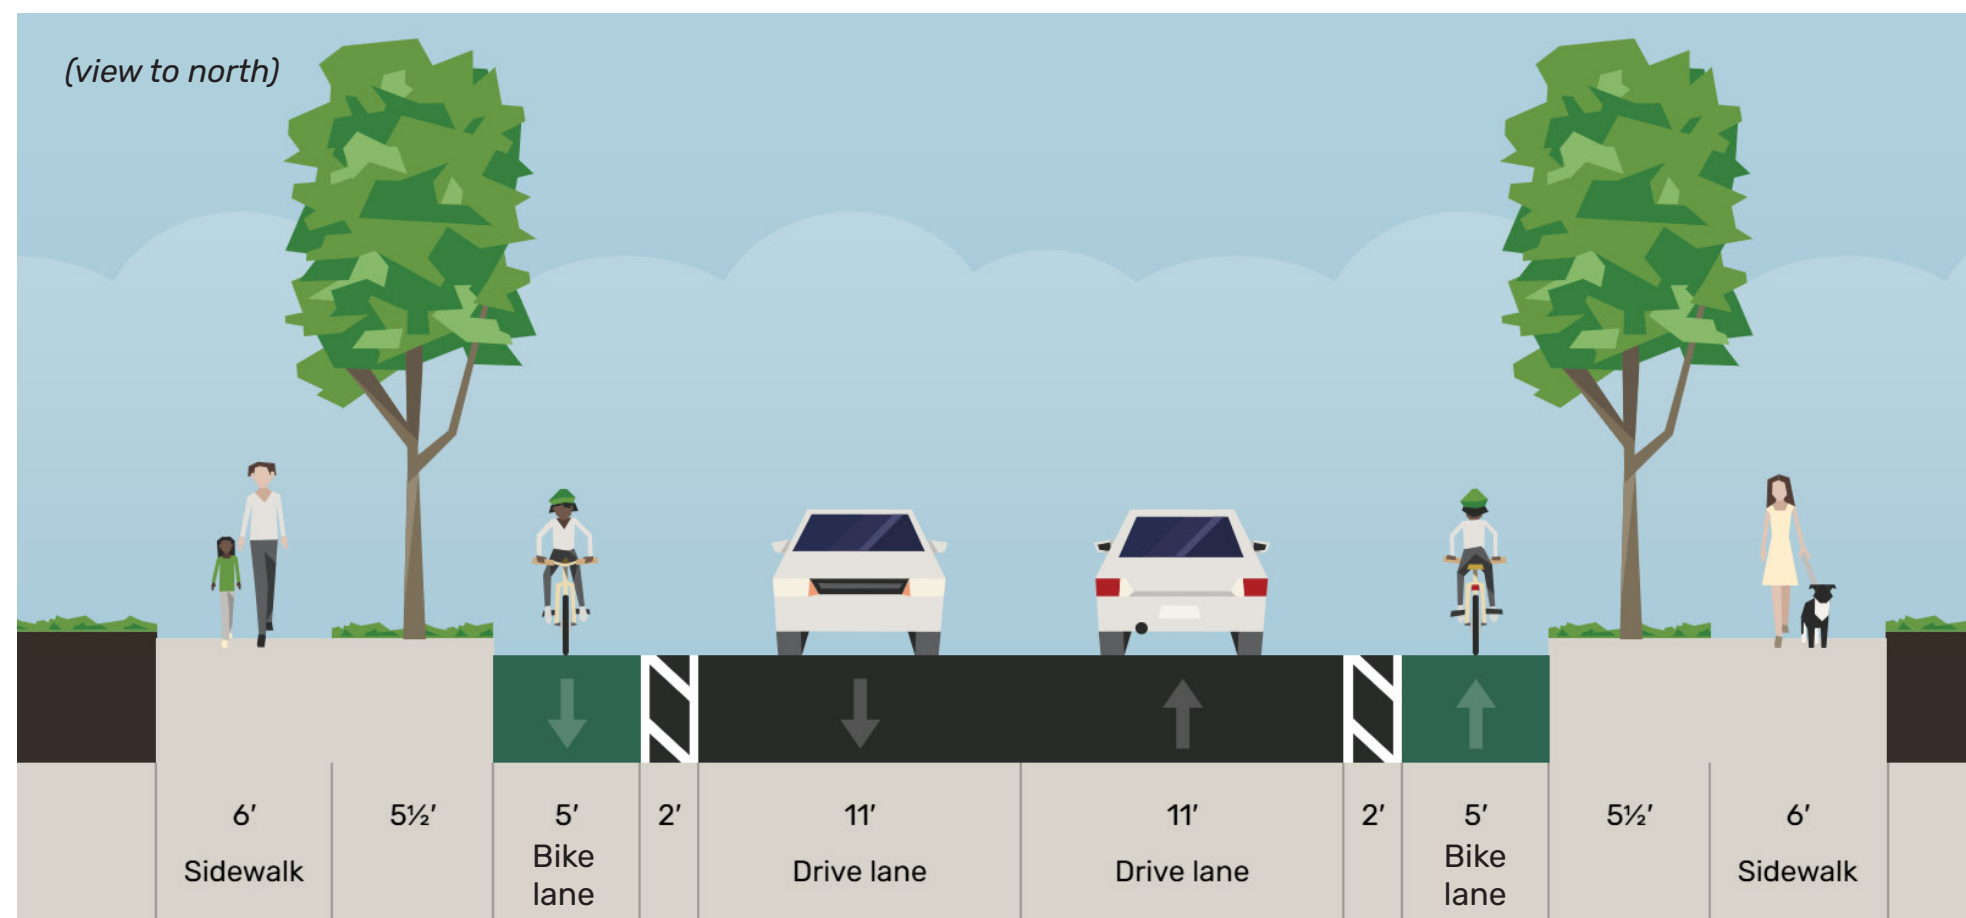 (view to north)
6′ 5½′ 5′ 2′ 11′ 11′ 2′ 5′ 5½′ 6′
Sidewalk Bike lane Drive lane Drive lane Bike lane Sidewalk